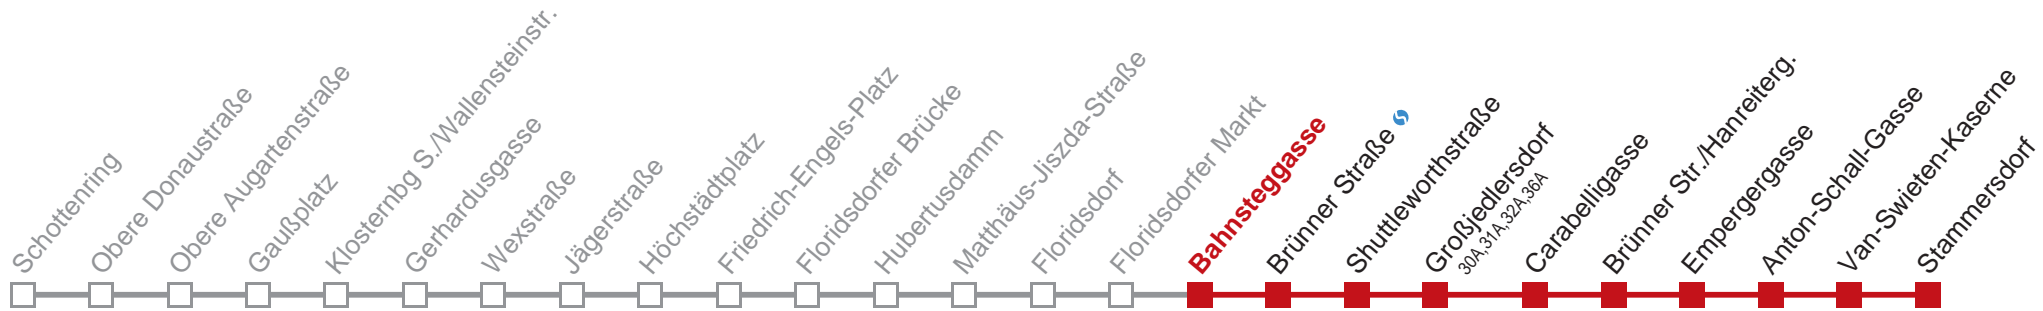 Schottenring
Obere Donaustraße
Obere Augartenstraße
Gaußplatz
Klosternbg S./Wallensteinstr.
Gerhardusgasse
Wexstraße
Jägerstraße
Höchstädtplatz
Friedrich-Engels-Platz
Floridsdorfer Brücke
Hubertusdamm
Matthäus-Jiszda-Straße
Floridsdorf
Floridsdorfer Markt
Bahnsteggasse
Brünner Straße
Shuttleworthstraße
Großjedlersdorf
30A,31A,32A,36A
Carabelligasse
Brünner Str./Hanreiterg.
Empergergasse
Anton-Schall-Gasse
Van-Swieten-Kaserne
Stammersdorf